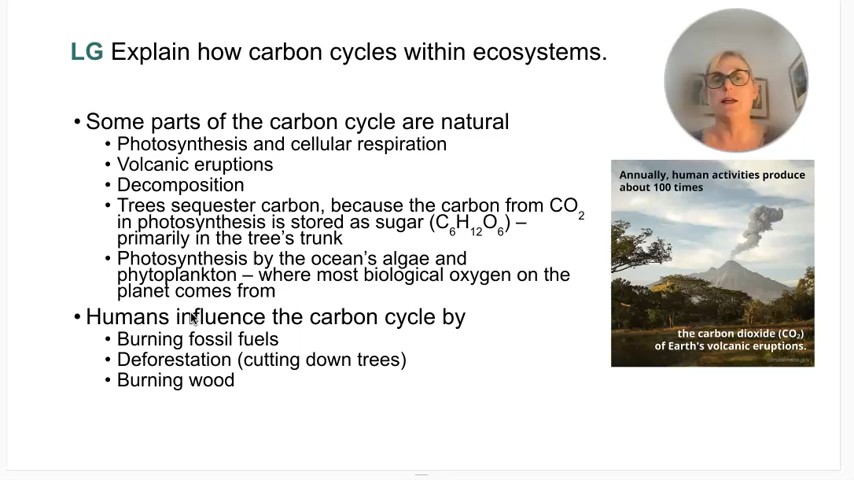 LG Explain how carbon cycles within ecosystems.
• Some parts of the carbon cycle are natural
• Photosynthesis and cellular respiration
• Volcanic eruptions
• Decomposition
• Trees sequester carbon, because the carbon from CO₂
in photosynthesis is stored as sugar (C₆H₁₂O₆) –
primarily in the tree's trunk
• Photosynthesis by the ocean's algae and
phytoplankton – where most biological oxygen on the
planet comes from
• Humans influence the carbon cycle by
• Burning fossil fuels
• Deforestation (cutting down trees)
• Burning wood
Annually, human activities produce
about 100 times
the carbon dioxide (CO₂)
of Earth's volcanic eruptions.